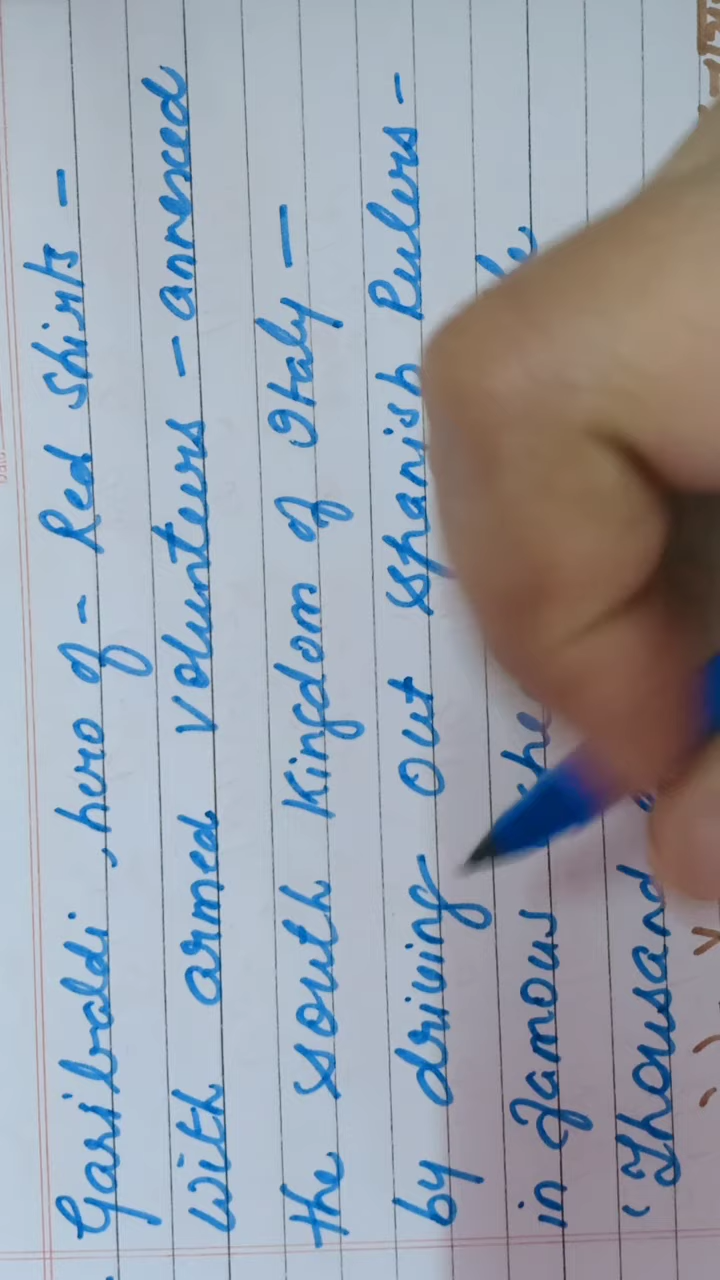 Garibaldi , hero of - Red Shirts -
With armed volunteers - annexed
the south Kingdom of Italy -
by driving out spanish Rulers -
in famous
'Thousand